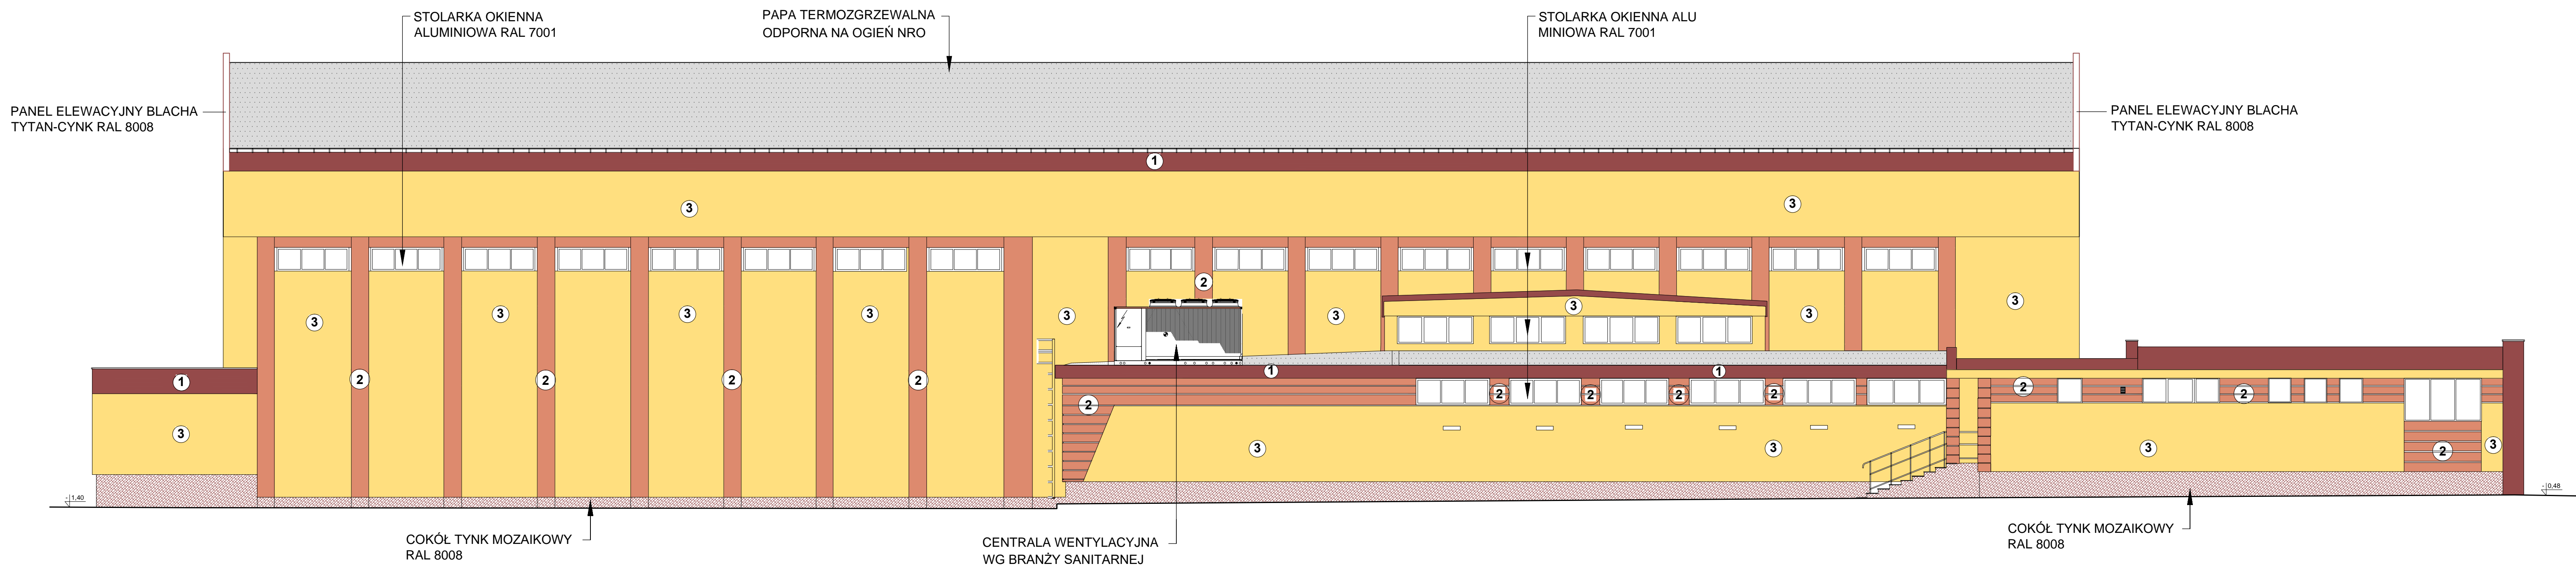 STOLARKA OKIENNA
ALUMINIOWA RAL 7001
PAPA TERMOZGRZEWALNA
ODPORNA NA OGIEŃ NRO
STOLARKA OKIENNA ALU
MINIOWA RAL 7001
PANEL ELEWACYJNY BLACHA
TYTAN-CYNK RAL 8008
PANEL ELEWACYJNY BLACHA
TYTAN-CYNK RAL 8008
1
3
3
2
3
3
3
3
3
3
3
3
3
3
1
1
1
2
2
2
2
2
2
2
2
2
2
2
3
3
3
3
3
2
- 1,40
- 0,48
COKÓŁ TYNK MOZAIKOWY
RAL 8008
CENTRALA WENTYLACYJNA
WG BRANŻY SANITARNEJ
COKÓŁ TYNK MOZAIKOWY
RAL 8008